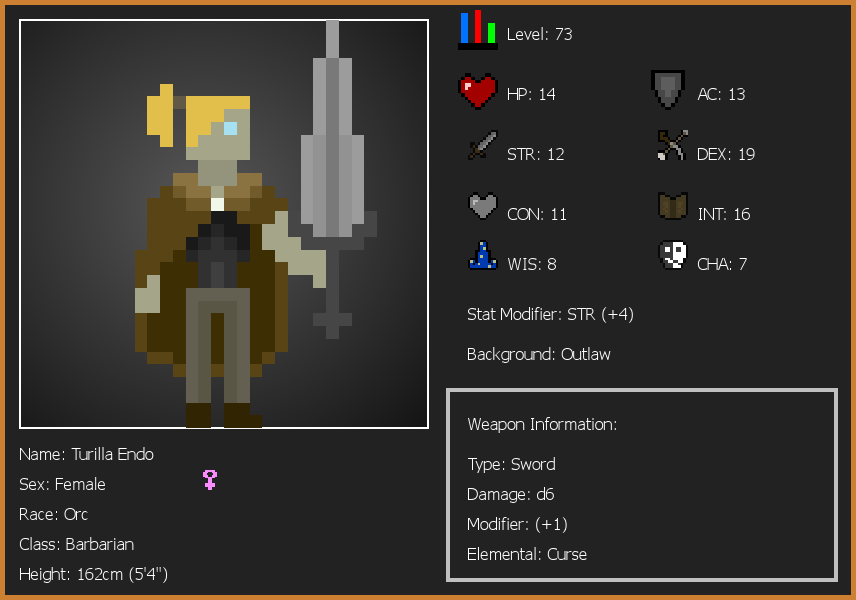 Level: 73
HP: 14
AC: 13
STR: 12
DEX: 19
CON: 11
INT: 16
WIS: 8
CHA: 7
Stat Modifier: STR (+4)
Background: Outlaw
Weapon Information:
Type: Sword
Damage: d6
Modifier: (+1)
Elemental: Curse
Name: Turilla Endo
Sex: Female
Race: Orc
Class: Barbarian
Height: 162cm (5'4")